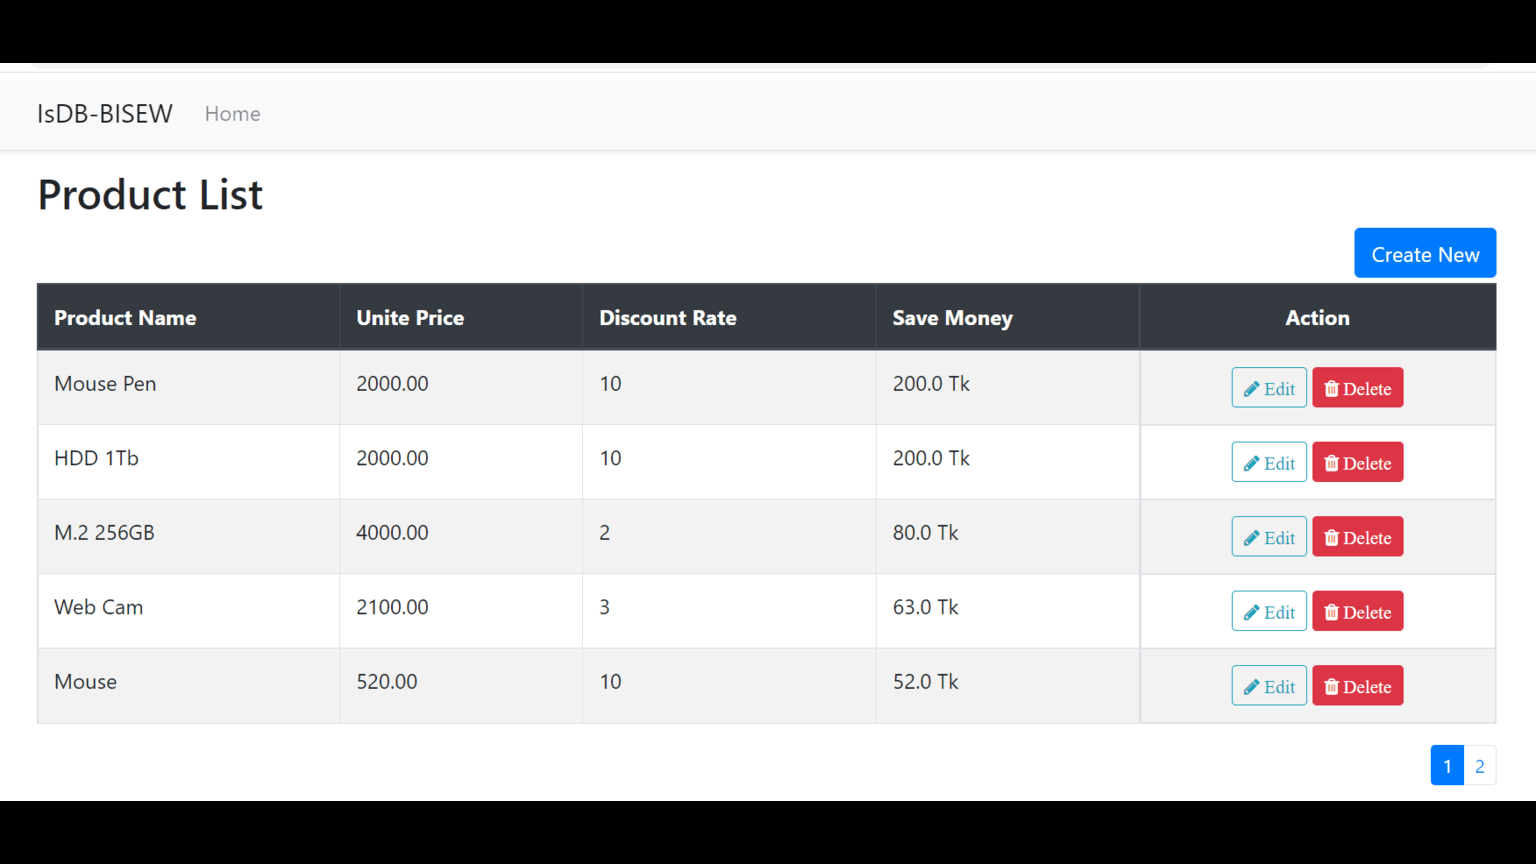 IsDB-BISEW Home
Product List
Create New
Product Name Unite Price Discount Rate Save Money Action
Mouse Pen 2000.00 10 200.0 Tk Edit Delete
HDD 1Tb 2000.00 10 200.0 Tk Edit Delete
M.2 256GB 4000.00 2 80.0 Tk Edit Delete
Web Cam 2100.00 3 63.0 Tk Edit Delete
Mouse 520.00 10 52.0 Tk Edit Delete
1 2